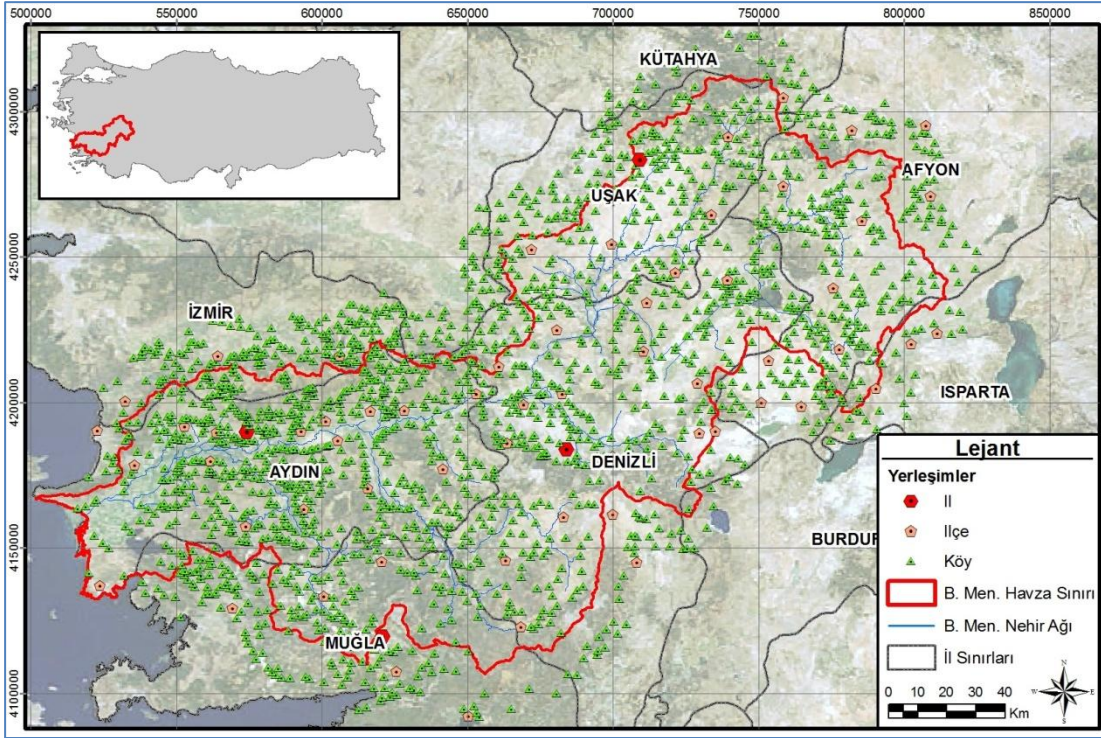 500000 550000 600000 650000 700000 750000 800000 850000
KÜTAHYA
4300000
AFYON
UŞAK
4250000
İZMİR
4200000
ISPARTA
DENİZLİ
AYDIN
4150000
BURDUR
MUĞLA
4100000
Lejant
Yerleşimler
İl
İlçe
Köy
B. Men. Havza Sınırı
B. Men. Nehir Ağı
İl Sınırları
N
W E
S
0 10 20 30 40
Km